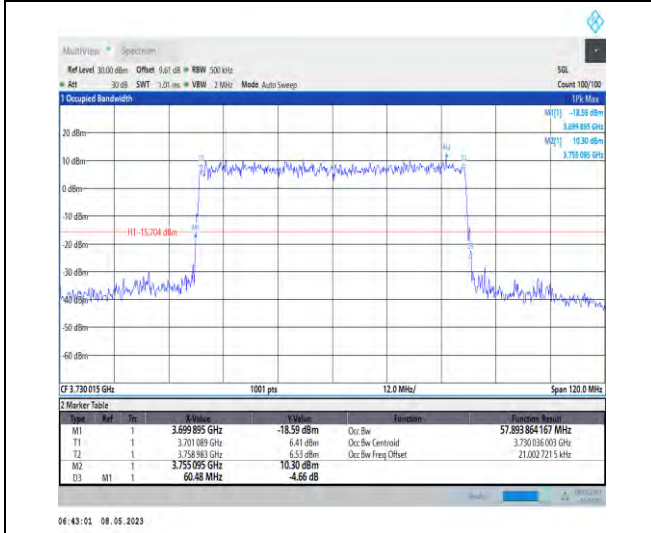 MultiView Spectrum
Ref Level 30.00 dBm Offset 9.61 dB RBW 500 kHz SGL
Att 30 dB SWT 1.01 ms VBW 2 MHz Mode Auto Sweep Count 100/100
1 Occupied Bandwidth 1Pk Max
M1[1] -18.59 dBm
3.699 895 GHz
M2[1] 10.30 dBm
3.755 095 GHz
20 dBm
M2
10 dBm
0 dBm
-10 dBm
M1
H1 -15.704 dBm
-20 dBm
-30 dBm
-40 dBm
-50 dBm
-60 dBm
CF 3.730 015 GHz 1001 pts 12.0 MHz/ Span 120.0 MHz
2 Marker Table
Type Ref Trc X-Value Y-Value Function Function Result
M1 1 3.699 895 GHz -18.59 dBm Occ Bw 57.893 864 167 MHz
T1 1 3.701 089 GHz 6.41 dBm Occ Bw Centroid 3.730 036 003 GHz
T2 1 3.758 983 GHz 6.53 dBm Occ Bw Freq Offset 21.002 721 5 kHz
M2 1 3.755 095 GHz 10.30 dBm
D3 M1 1 60.48 MHz -4.66 dB
06:43:01 08.05.2023